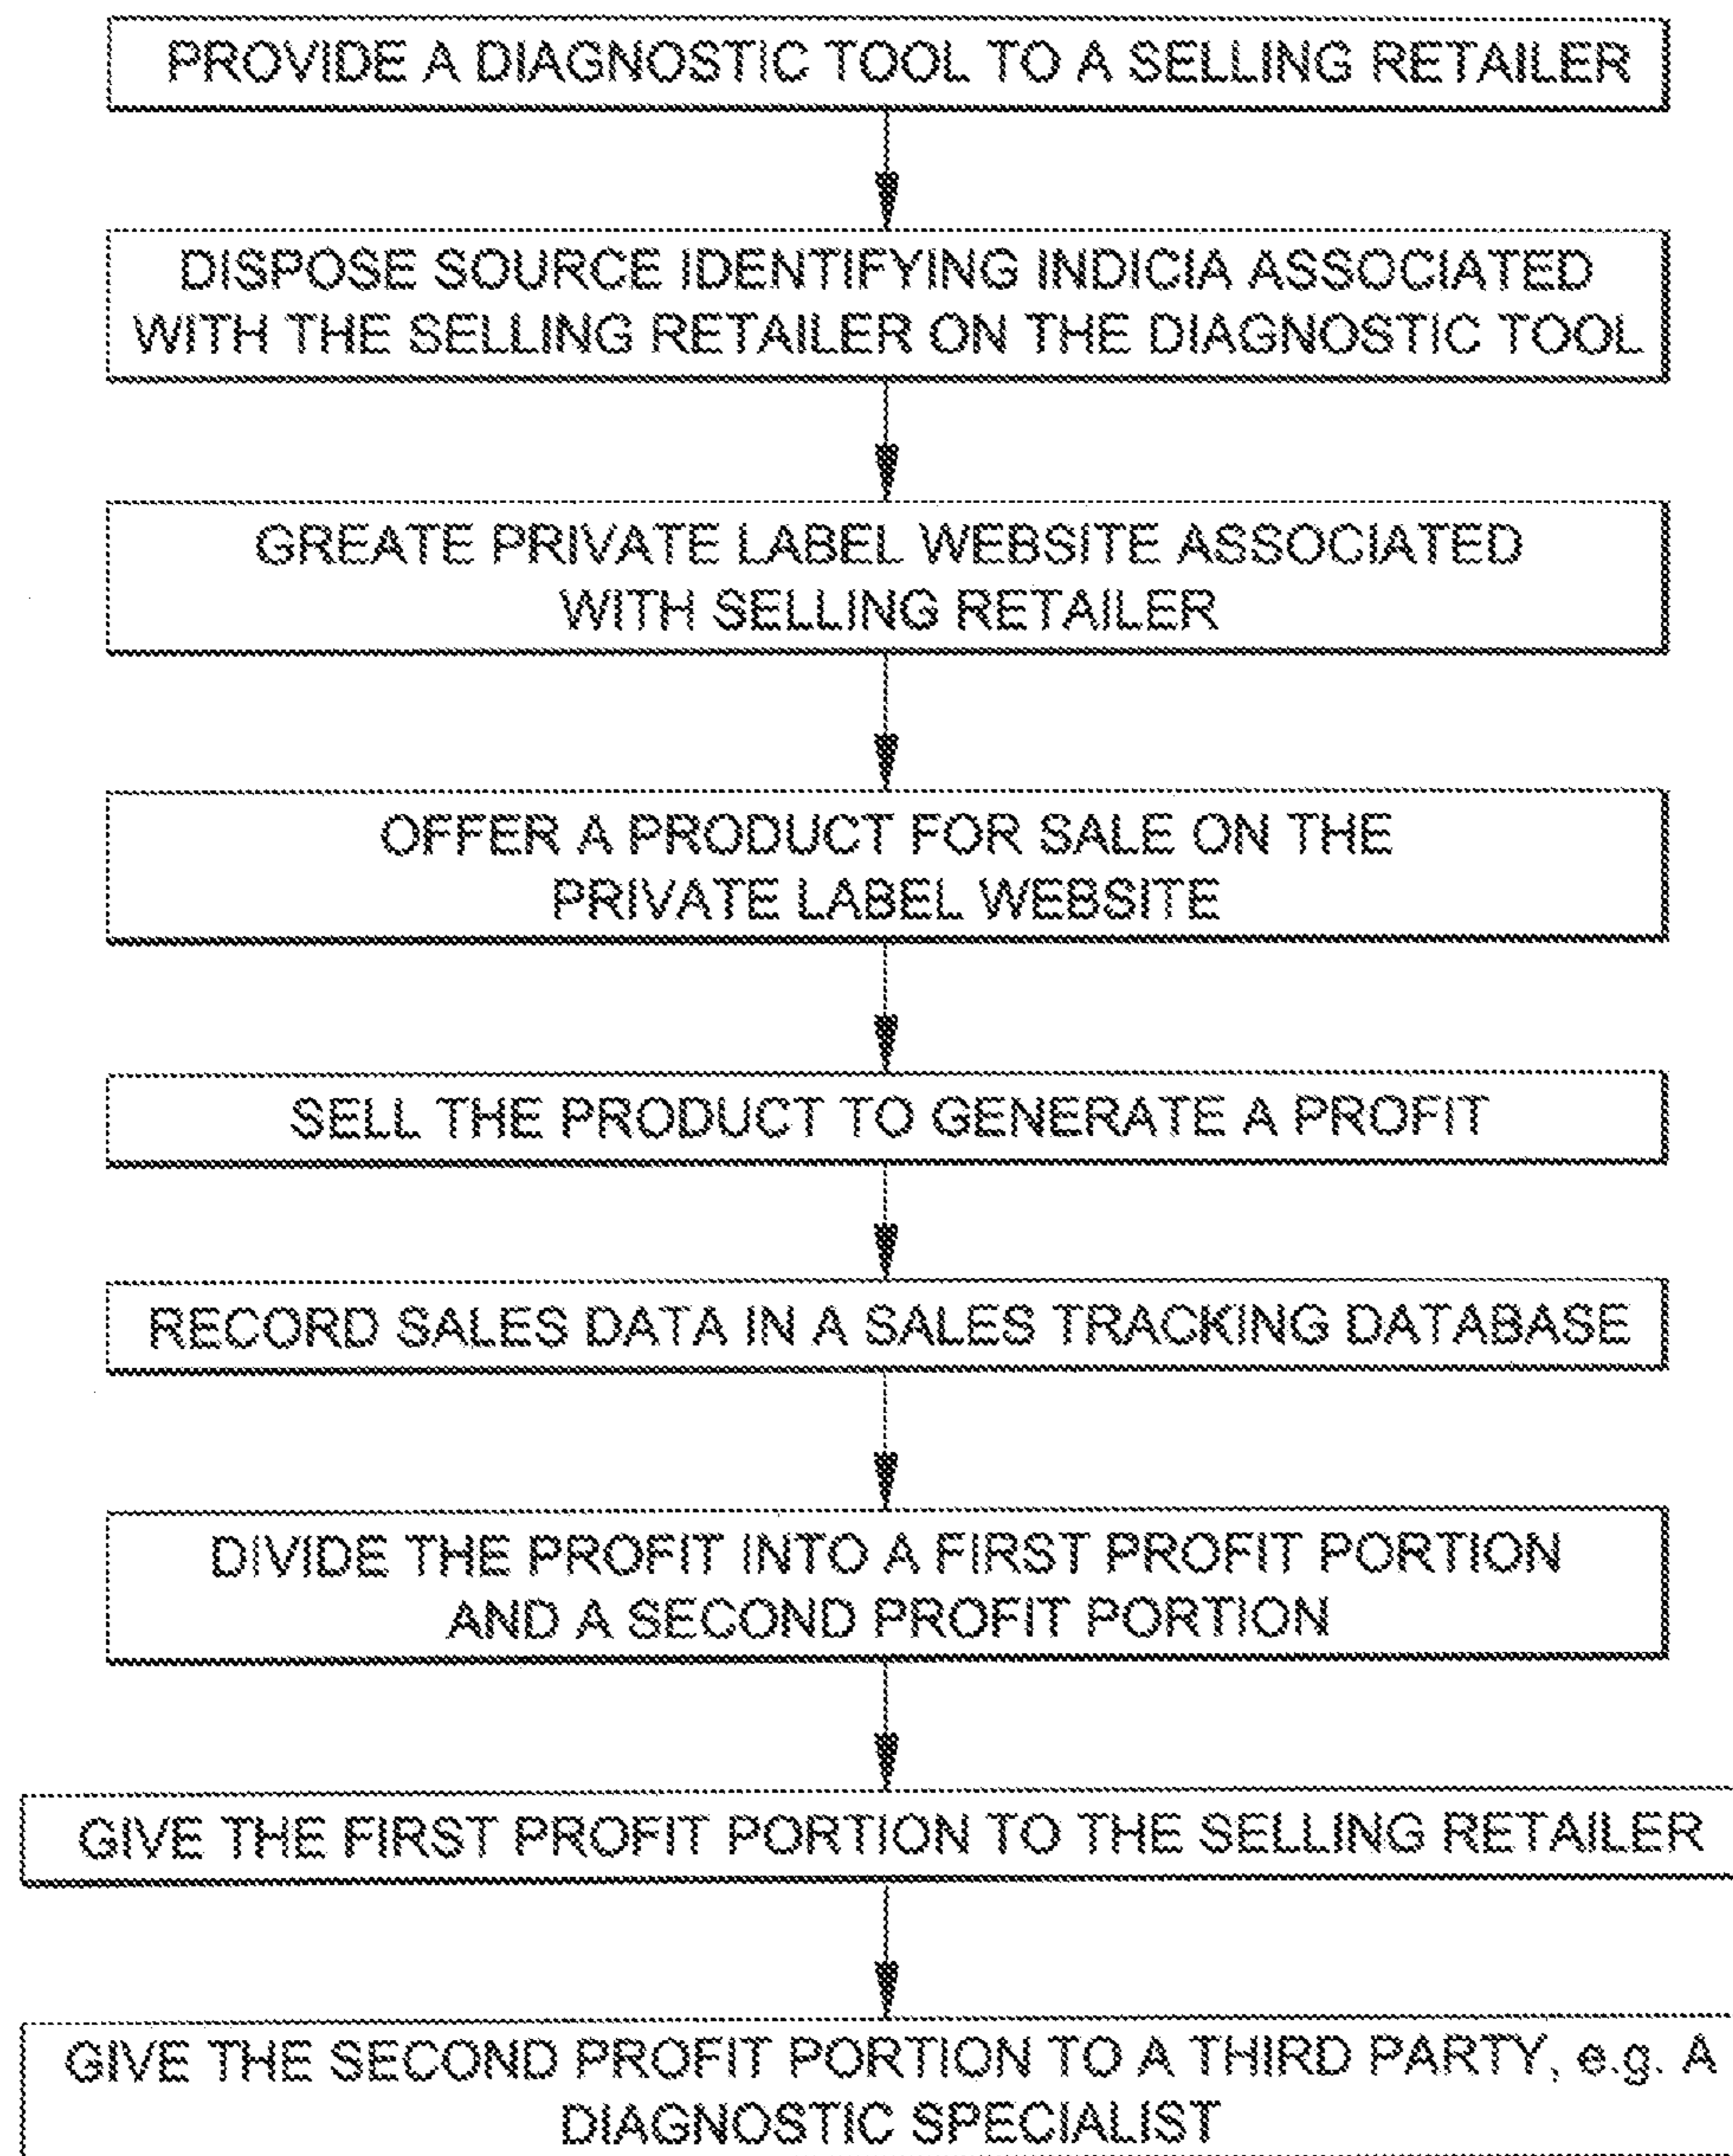 PROVIDE A DIAGNOSTIC TOOL TO A SELLING RETAILER
DISPOSE SOURCE IDENTIFYING INDICIA ASSOCIATED
WITH THE SELLING RETAILER ON THE DIAGNOSTIC TOOL
GREATE PRIVATE LABEL WEBSITE ASSOCIATED
WITH SELLING RETAILER
OFFER A PRODUCT FOR SALE ON THE
PRIVATE LABEL WEBSITE
SELL THE PRODUCT TO GENERATE A PROFIT
RECORD SALES DATA IN A SALES TRACKING DATABASE
DIVIDE THE PROFIT INTO A FIRST PROFIT PORTION
AND A SECOND PROFIT PORTION
GIVE THE FIRST PROFIT PORTION TO THE SELLING RETAILER
GIVE THE SECOND PROFIT PORTION TO A THIRD PARTY, e.g. A
DIAGNOSTIC SPECIALIST